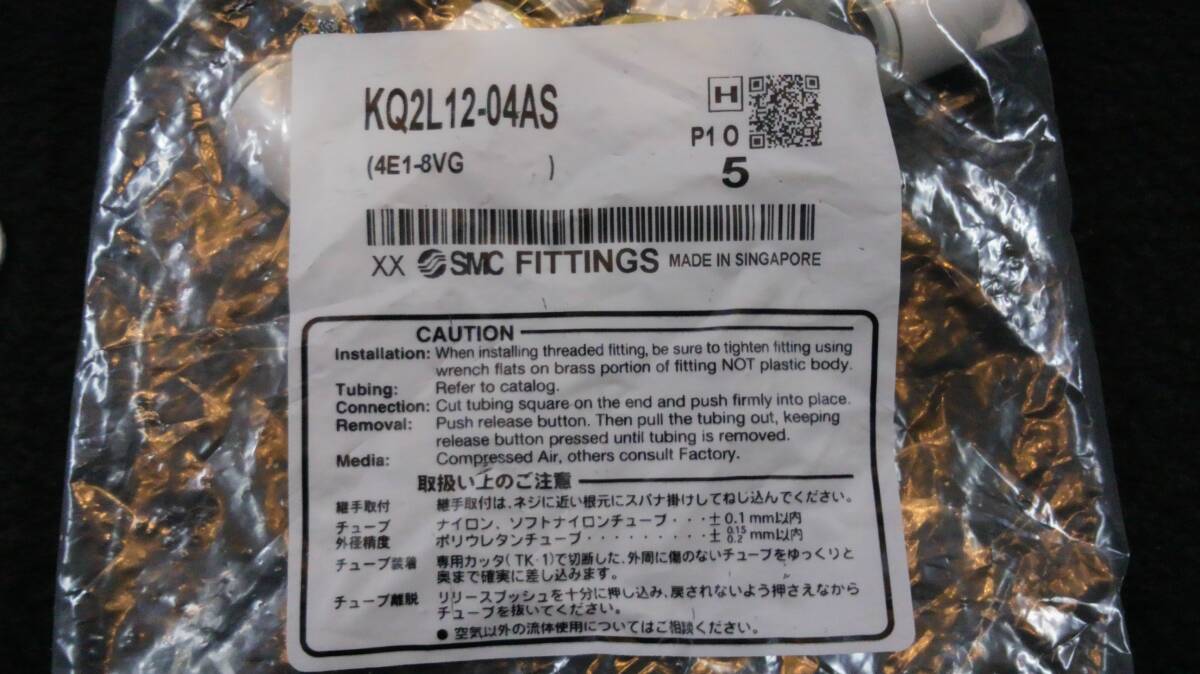 KQ2L12-04AS
H
P1 0
(4E1-8VG )
5
XX SMC FITTINGS MADE IN SINGAPORE
CAUTION
Installation: When installing threaded fitting, be sure to tighten fitting using
wrench flats on brass portion of fitting NOT plastic body.
Tubing: Refer to catalog.
Connection: Cut tubing square on the end and push firmly into place.
Removal: Push release button. Then pull the tubing out, keeping
release button pressed until tubing is removed.
Media: Compressed Air, others consult Factory.
取扱い上のご注意
継手取付 継手取付は、ネジに近い根元にスパナ掛けしてねじ込んでください。
チューブ ナイロン、ソフトナイロンチューブ・・・± 0.1 mm以内
外径精度 ポリウレタンチューブ・・・・・・・・・± 0.15 0.2 mm以内
チューブ装着 専用カッタ(TK-1)で切断した、外周に傷のないチューブをゆっくりと
奥まで確実に差し込みます。
チューブ離脱 リリースプッシュを十分に押し込み、戻されないよう押さえながら
チューブを抜いてください。
● 空気以外の流体使用についてはご相談ください。